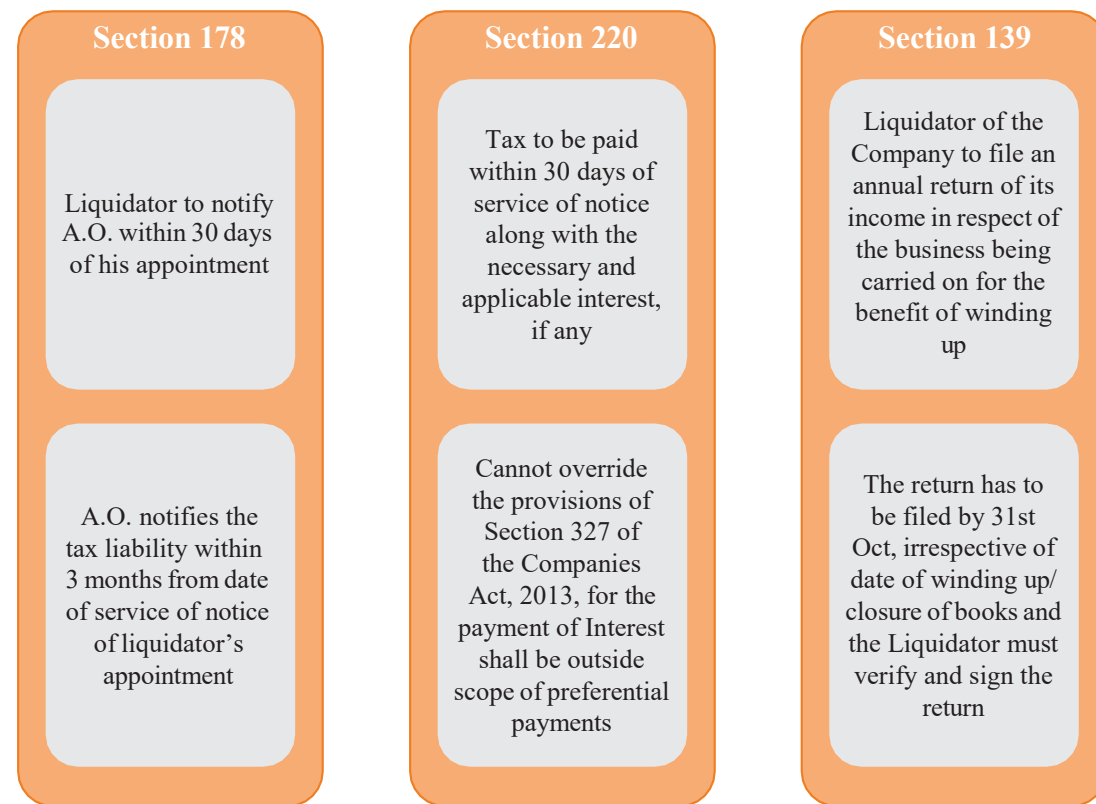 Section 178
Liquidator to notify
A.O. within 30 days
of his appointment
A.O. notifies the
tax liability within
3 months from date
of service of notice
of liquidator’s
appointment
Section 220
Tax to be paid
within 30 days of
service of notice
along with the
necessary and
applicable interest,
if any
Cannot override
the provisions of
Section 327 of
the Companies
Act, 2013, for the
payment of Interest
shall be outside
scope of preferential
payments
Section 139
Liquidator of the
Company to file an
annual return of its
income in respect of
the business being
carried on for the
benefit of winding
up
The return has to
be filed by 31st
Oct, irrespective of
date of winding up/
closure of books and
the Liquidator must
verify and sign the
return